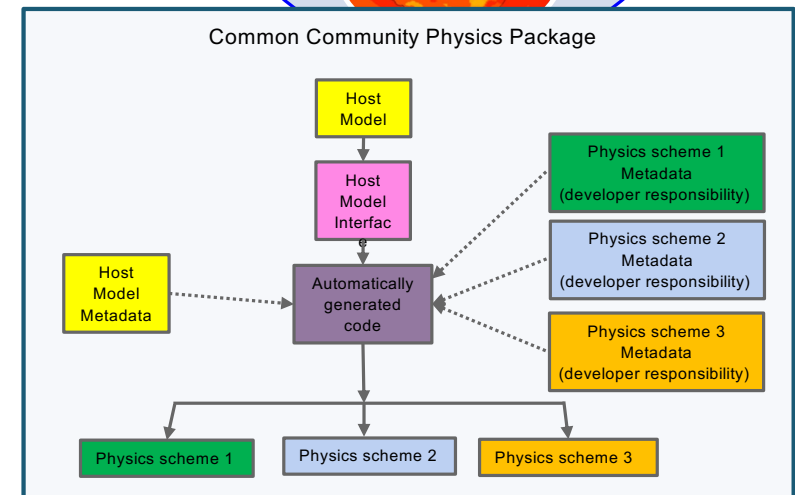 Common Community Physics Package
Host
Model
Host
Model
Interfac
e
Physics scheme 1
Metadata
(developer responsibility)
Physics scheme 2
Metadata
(developer responsibility)
Host
Model
Metadata
Automatically
generated
code
Physics scheme 3
Metadata
(developer responsibility)
Physics scheme 1
Physics scheme 2
Physics scheme 3